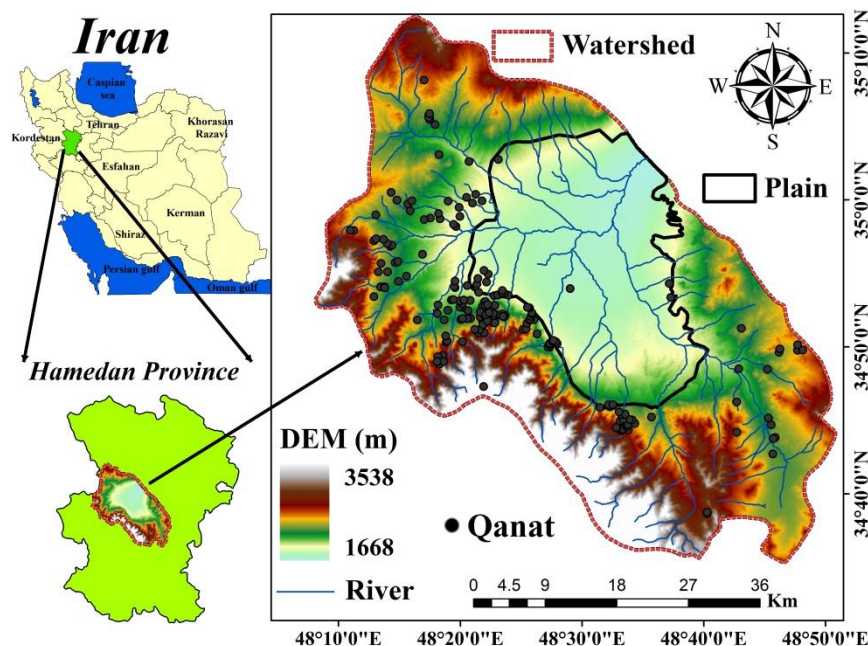 Iran
Caspian
sea
Tehran
Kordestan
Khorasan
Razavi
Esfahan
Kerman
Shiraz
Persian gulf
Oman gulf
Hamedan Province
Watershed
N
W
E
S
Plain
DEM (m)
3538
1668
Qanat
River
0 4.5 9 18 27 36
Km
35°10'0"N
35°0'0"N
34°50'0"N
34°40'0"N
48°10'0"E 48°20'0"E 48°30'0"E 48°40'0"E 48°50'0"E